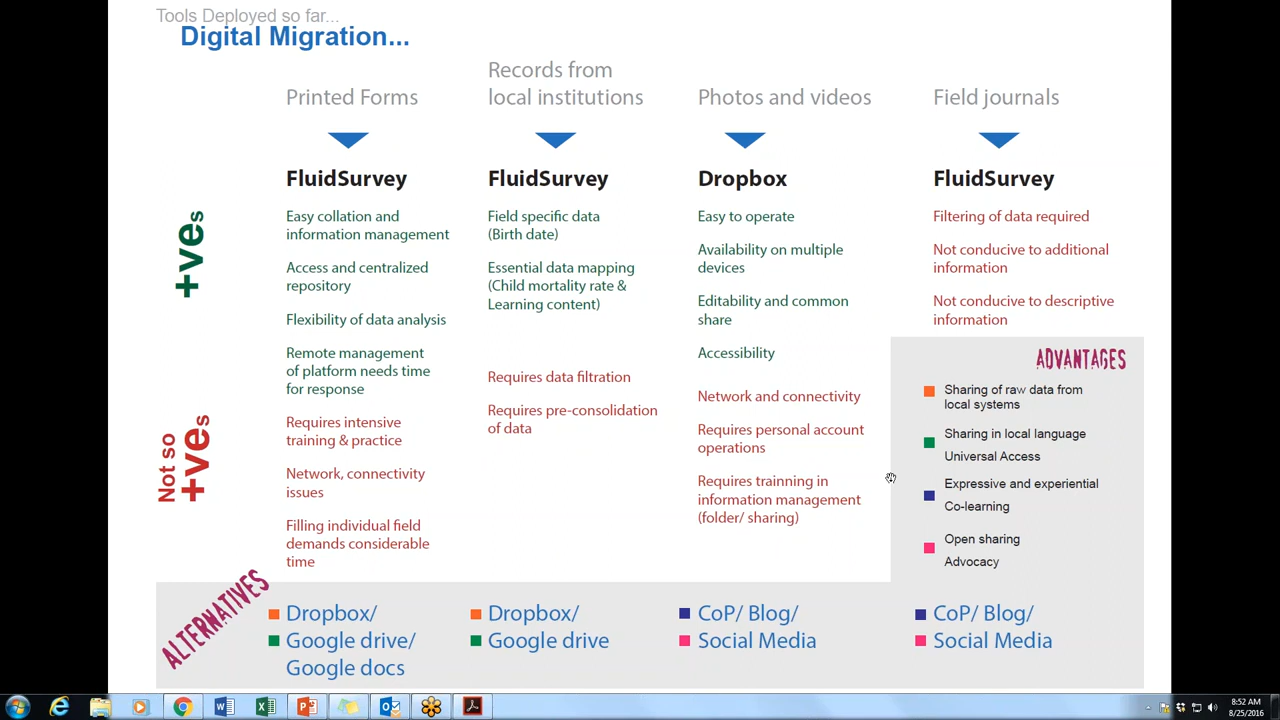 Tools Deployed so far...
Digital Migration...
Printed Forms
Records from
local institutions
Photos and videos
Field journals
+ves
Not so
+ves
FluidSurvey
Easy collation and
information management
Access and centralized
repository
Flexibility of data analysis
Remote management
of platform needs time
for response
Requires intensive
training & practice
Network, connectivity
issues
Filling individual field
demands considerable
time
FluidSurvey
Field specific data
(Birth date)
Essential data mapping
(Child mortality rate &
Learning content)
Requires data filtration
Requires pre-consolidation
of data
Dropbox
Easy to operate
Availability on multiple
devices
Editability and common
share
Accessibility
Network and connectivity
Requires personal account
operations
Requires trainning in
information management
(folder/ sharing)
FluidSurvey
Filtering of data required
Not conducive to additional
information
Not conducive to descriptive
information
ADVANTAGES
Sharing of raw data from
local systems
Sharing in local language
Universal Access
Expressive and experiential
Co-learning
Open sharing
Advocacy
ALTERNATIVES
Dropbox/
Google drive/
Google docs
Dropbox/
Google drive
CoP/ Blog/
Social Media
CoP/ Blog/
Social Media
8:52 AM
8/25/2016